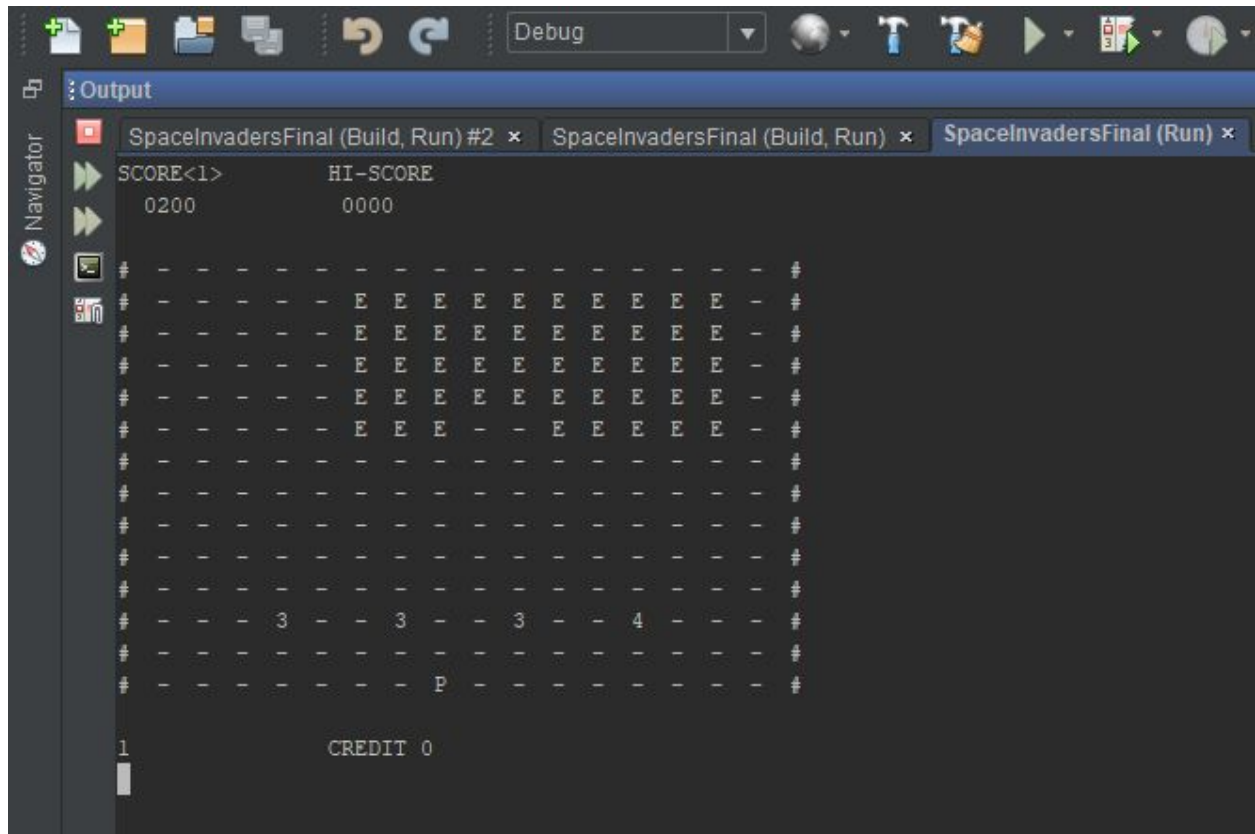 Debug
Output
Navigator
SpaceInvadersFinal (Build, Run) #2 × SpaceInvadersFinal (Build, Run) × SpaceInvadersFinal (Run) ×
SCORE<1> HI-SCORE
0200 0000
# - - - - - - - - - - - - - - - - #
# - - - - - E E E E E E E E E E - #
# - - - - - E E E E E E E E E E - #
# - - - - - E E E E E E E E E E - #
# - - - - - E E E E E E E E E E - #
# - - - - - E E E - - E E E E E - #
# - - - - - - - - - - - - - - - - #
# - - - - - - - - - - - - - - - - #
# - - - - - - - - - - - - - - - - #
# - - - - - - - - - - - - - - - - #
# - - - - - - - - - - - - - - - - #
# - - - 3 - - 3 - - 3 - - 4 - - - #
# - - - - - - - - - - - - - - - - #
# - - - - - - - P - - - - - - - - #
1 CREDIT 0